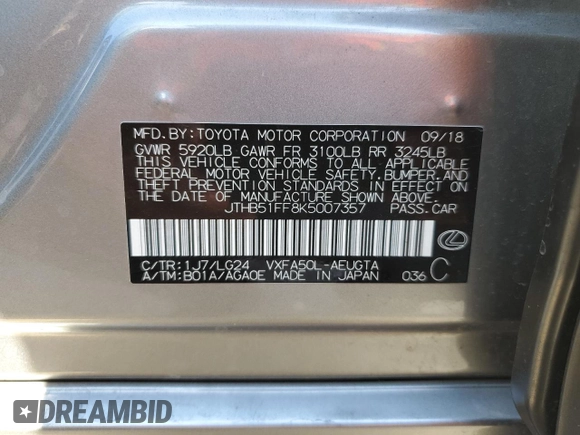 MFD. BY: TOYOTA MOTOR CORPORATION 09/18
GVWR 5920LB GAWR FR 3100LB RR 3245LB
THIS VEHICLE CONFORMS TO ALL APPLICABLE
FEDERAL MOTOR VEHICLE SAFETY, BUMPER, AND
THEFT PREVENTION STANDARDS IN EFFECT ON
THE DATE OF MANUFACTURE SHOWN ABOVE.
JTHB51FF8K5007357 PASS. CAR
C/TR: 1J7/LG24 VXFA50L-AEUGTA
A/TM: B01A/AGA0E MADE IN JAPAN 036 C
DREAMBID